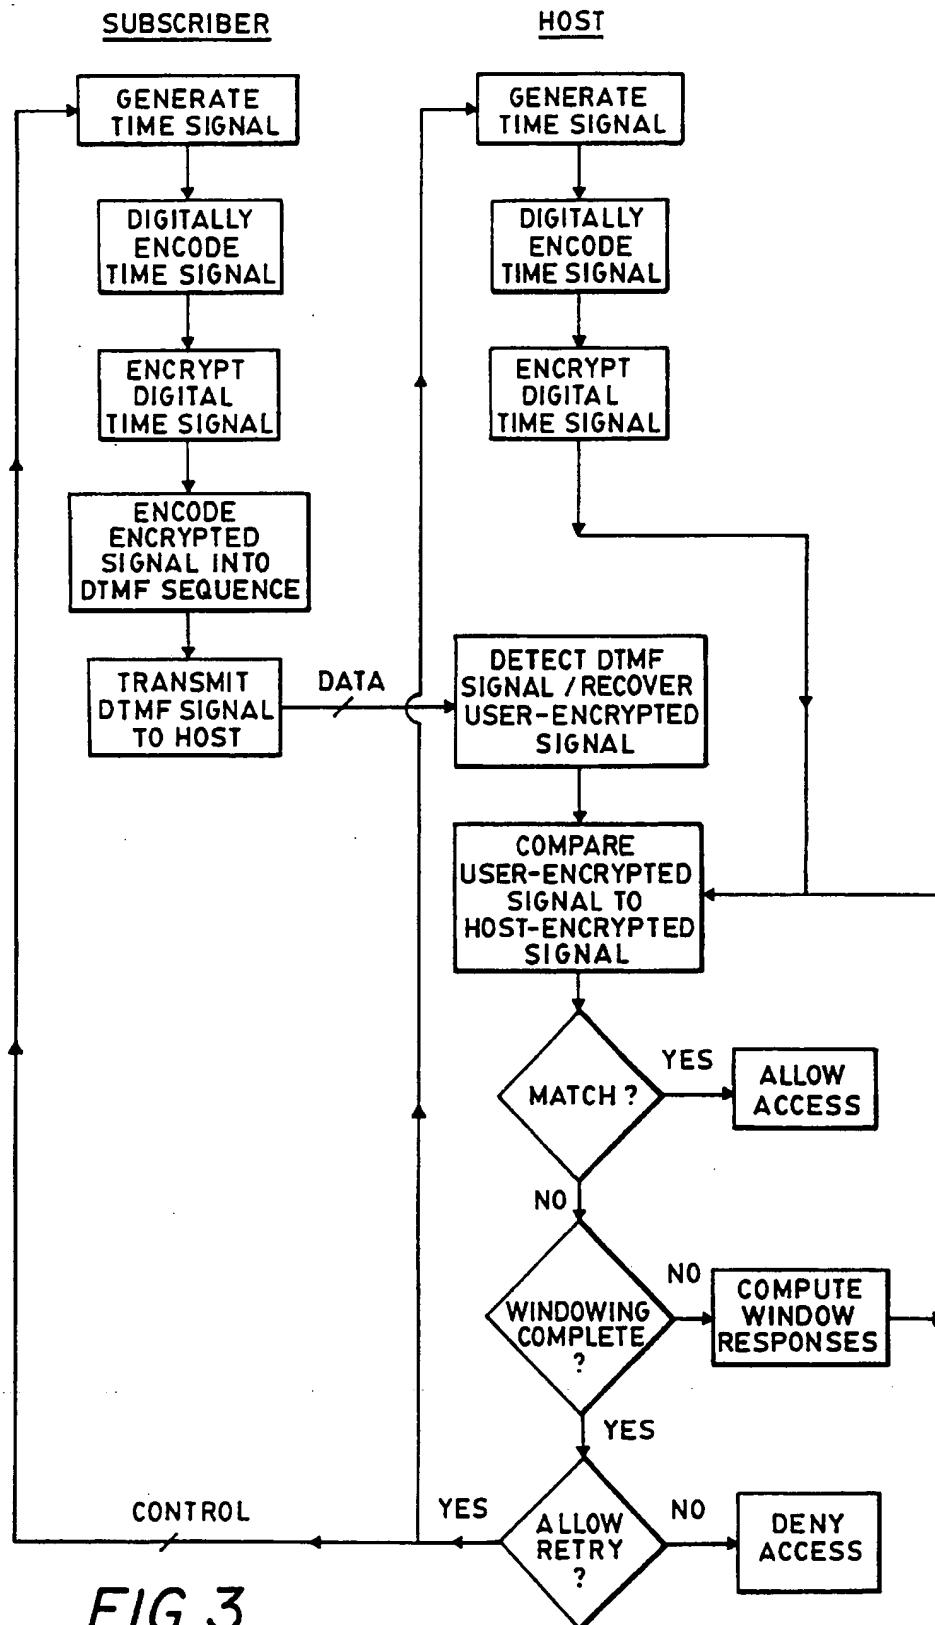 SUBSCRIBER
GENERATE
TIME SIGNAL
DIGITALLY
ENCODE
TIME SIGNAL
ENCRYPT
DIGITAL
TIME SIGNAL
ENCODE
ENCRYPTED
SIGNAL INTO
DTMF SEQUENCE
TRANSMIT
DTMF SIGNAL
TO HOST
DATA
HOST
GENERATE
TIME SIGNAL
DIGITALLY
ENCODE
TIME SIGNAL
ENCRYPT
DIGITAL
TIME SIGNAL
DETECT DTMF
SIGNAL / RECOVER
USER-ENCRYPTED
SIGNAL
COMPARE
USER-ENCRYPTED
SIGNAL TO
HOST-ENCRYPTED
SIGNAL
MATCH ?
YES
ALLOW
ACCESS
NO
WINDOWING
COMPLETE
?
NO
COMPUTE
WINDOW
RESPONSES
YES
ALLOW
RETRY
?
NO
DENY
ACCESS
YES
CONTROL
FIG. 3